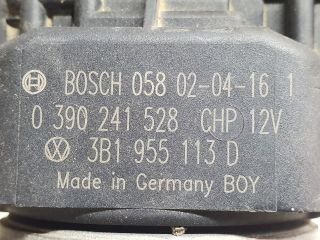 BOSCH 058 02-04-16 1
0 390 241 528 CHP 12V
3B1 955 113 D
Made in Germany BOY